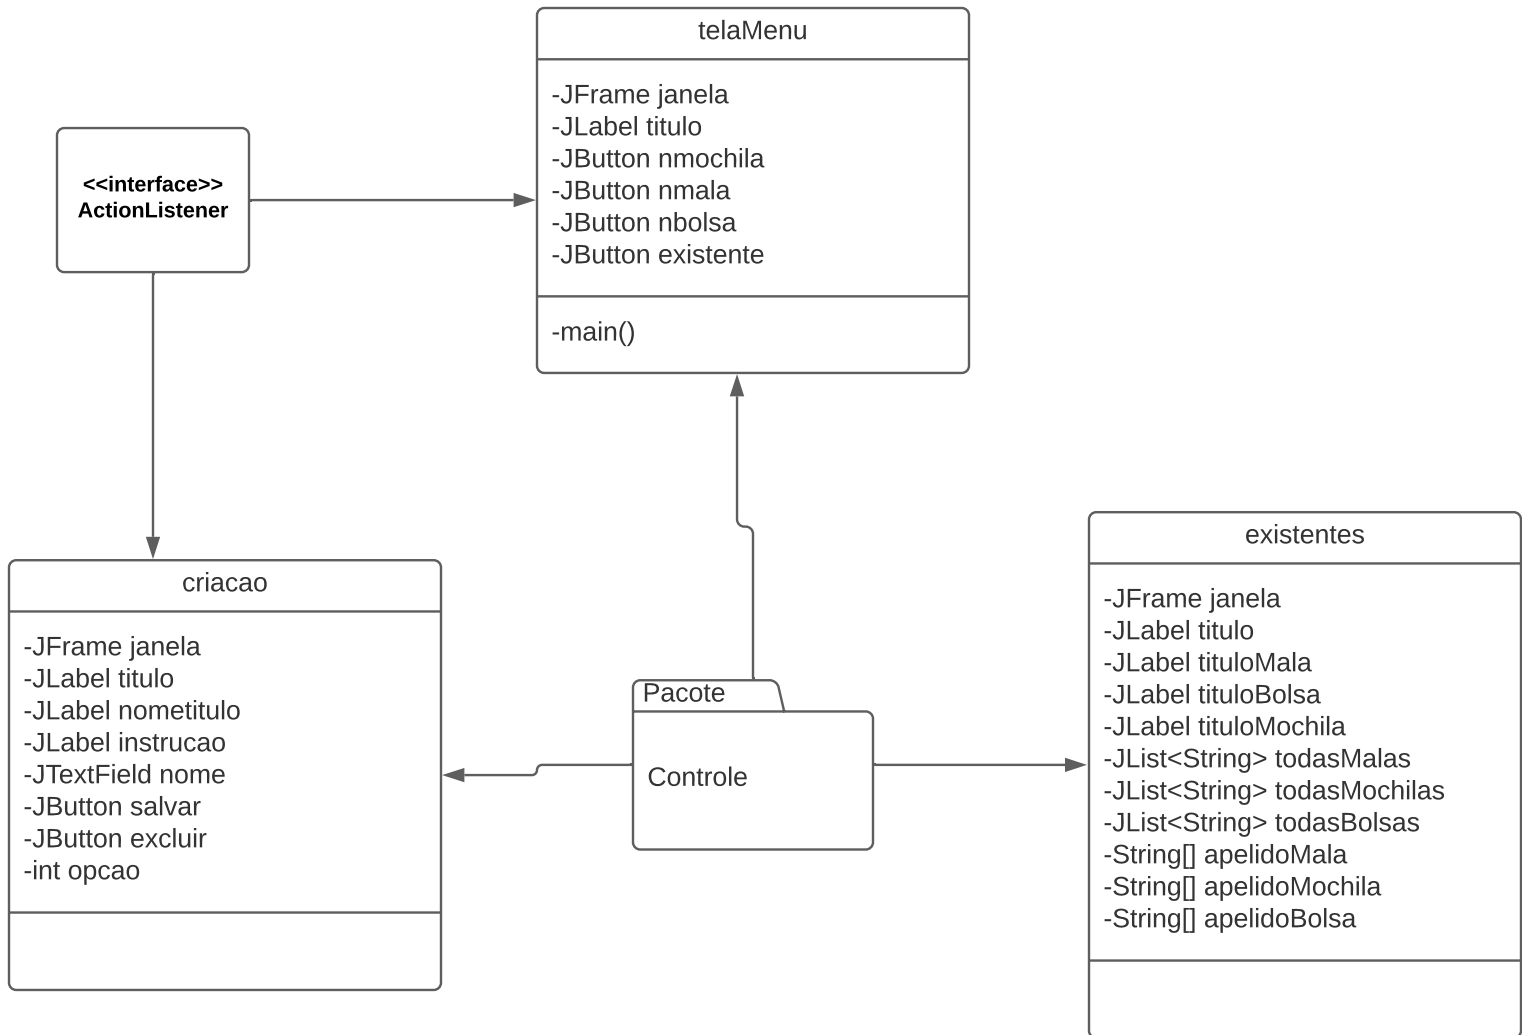 telaMenu
-JFrame janela
-JLabel titulo
-JButton nmochila
-JButton nmala
-JButton nbolsa
-JButton existente
-main()
<<interface>>
ActionListener
criacao
-JFrame janela
-JLabel titulo
-JLabel nometitulo
-JLabel instrucao
-JTextField nome
-JButton salvar
-JButton excluir
-int opcao
Pacote
Controle
existentes
-JFrame janela
-JLabel titulo
-JLabel tituloMala
-JLabel tituloBolsa
-JLabel tituloMochila
-JList<String> todasMalas
-JList<String> todasMochilas
-JList<String> todasBolsas
-String[] apelidoMala
-String[] apelidoMochila
-String[] apelidoBolsa